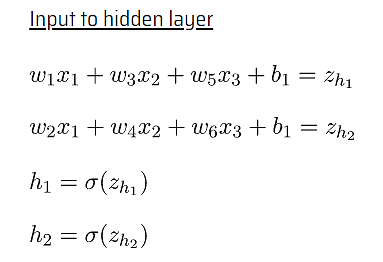 Input to hidden layer
w₁x₁ + w₃x₂ + w₅x₃ + b₁ = z_{h₁}
w₂x₁ + w₄x₂ + w₆x₃ + b₁ = z_{h₂}
h₁ = σ(z_{h₁})
h₂ = σ(z_{h₂})